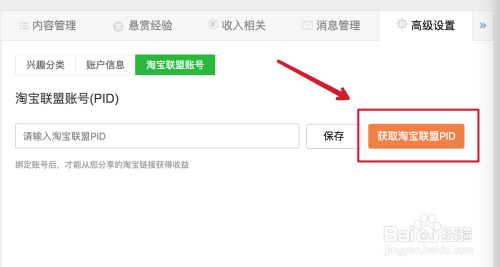 内容管理 悬赏经验 收入相关 消息管理 高级设置 »
兴趣分类 账户信息 淘宝联盟账号
淘宝联盟账号(PID)
请输入淘宝联盟PID 保存 获取淘宝联盟PID
绑定账号后，才能从您分享的淘宝链接获得收益
Baidu经验
jingyan.baidu.com